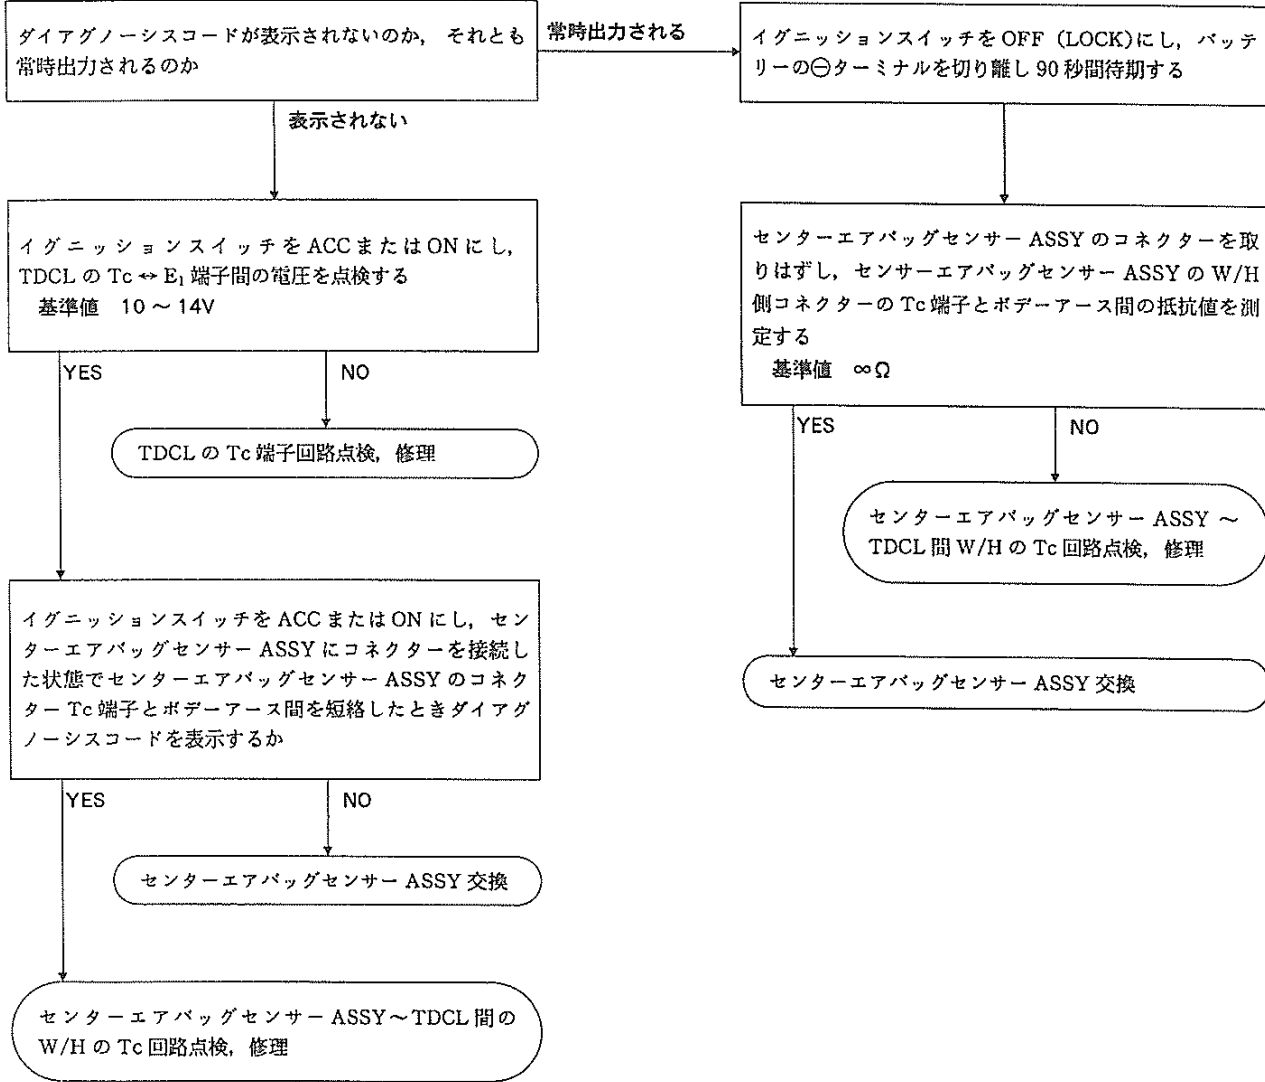 ダイアグノーシスコードが表示されないのか，それとも
常時出力されるのか
常時出力される
イグニッションスイッチをOFF（LOCK)にし，バッテ
リーの⊖ターミナルを切り離し90秒間待期する
表示されない
イグニッションスイッチをACCまたはONにし，
TDCLのTc↔E₁端子間の電圧を点検する
基準値　10～14V
YES
NO
TDCLのTc端子回路点検，修理
センターエアバッグセンサーASSYのコネクターを取
りはずし，センサーエアバッグセンサーASSYのW/H
側コネクターのTc端子とボデーアース間の抵抗値を測
定する
基準値　∞Ω
YES
NO
センターエアバッグセンサーASSY～
TDCL間W/HのTc回路点検，修理
センターエアバッグセンサーASSY交換
イグニッションスイッチをACCまたはONにし，セン
ターエアバッグセンサーASSYにコネクターを接続し
た状態でセンターエアバッグセンサーASSYのコネク
ターTc端子とボデーアース間を短絡したときダイアグ
ノーシスコードを表示するか
YES
NO
センターエアバッグセンサーASSY交換
センターエアバッグセンサーASSY～TDCL間の
W/HのTc回路点検，修理